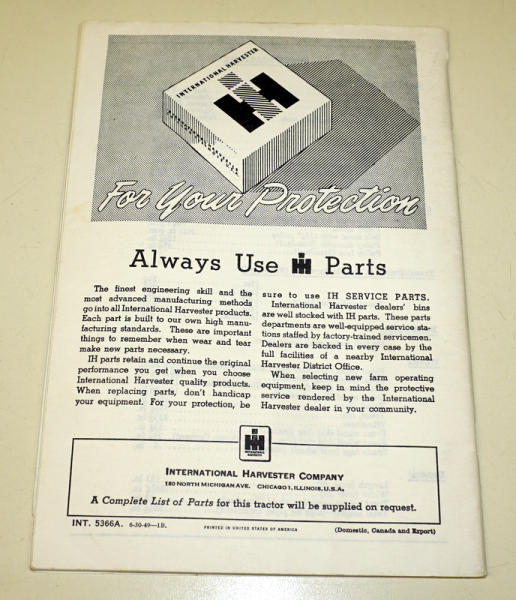 INTERNATIONAL HARVESTER
INTERNATIONAL HARVESTER
For Your Protection
Always Use IH Parts
The finest engineering skill and the
most advanced manufacturing methods
go into all International Harvester products.
Each part is built to our own high manu-
facturing standards. These are important
things to remember when wear and tear
make new parts necessary.
IH parts retain and continue the original
performance you get when you choose
International Harvester quality products.
When replacing parts, don't handicap
your equipment. For your protection, be
sure to use IH SERVICE PARTS.
International Harvester dealers' bins
are well stocked with IH parts. These parts
departments are well-equipped service sta-
tions staffed by factory-trained servicemen.
Dealers are backed in every case by the
full facilities of a nearby International
Harvester District Office.
When selecting new farm operating
equipment, keep in mind the protective
service rendered by the International
Harvester dealer in your community.
IH
INTERNATIONAL
HARVESTER
INTERNATIONAL HARVESTER COMPANY
180 NORTH MICHIGAN AVE. CHICAGO 1, ILLINOIS, U.S.A.
A Complete List of Parts for this tractor will be supplied on request.
INT. 5366A. 6-30-49—1B.
PRINTED IN UNITED STATES OF AMERICA
(Domestic, Canada and Export)